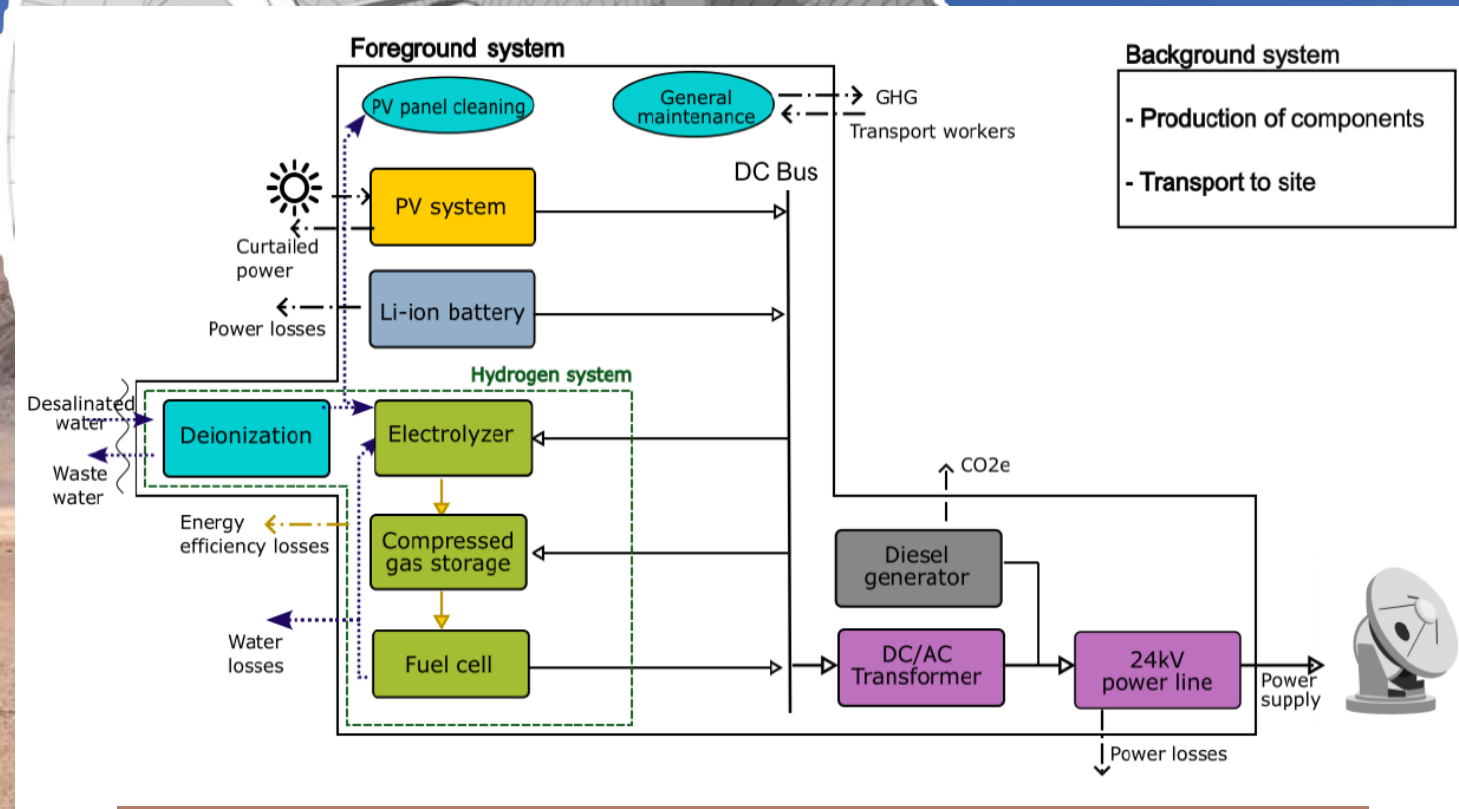 Foreground system
Background system
PV panel cleaning
General
maintenance
GHG
Transport workers
- Production of components
- Transport to site
DC Bus
PV system
Curtailed
power
Li-ion battery
Power losses
Hydrogen system
Desalinated
water
Deionization
Electrolyzer
Waste
water
CO2e
Energy
efficiency losses
Compressed
gas storage
Diesel
generator
Water
losses
Fuel cell
DC/AC
Transformer
24kV
power line
Power
supply
Power losses